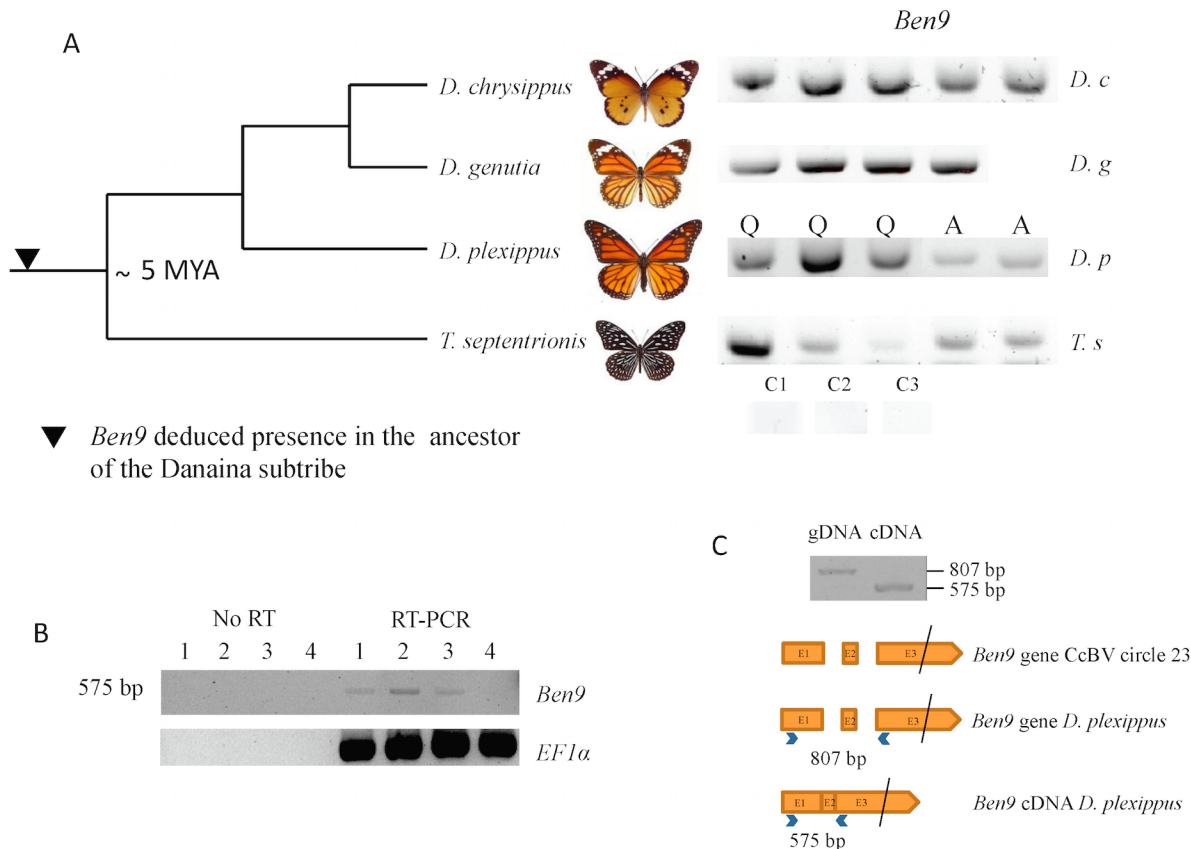 A
Ben9
D. chrysippus
D. c
D. genutia
D. g
Q Q Q A A
D. plexippus
D. p
~ 5 MYA
T. septentrionis
T. s
C1 C2 C3
Ben9 deduced presence in the ancestor
of the Danaina subtribe
B
No RT RT-PCR
1 2 3 4 1 2 3 4
575 bp
Ben9
EF1α
C
gDNA cDNA
807 bp
575 bp
E1 E2 E3
Ben9 gene CcBV circle 23
E1 E2 E3
Ben9 gene D. plexippus
807 bp
E1 E2 E3
Ben9 cDNA D. plexippus
575 bp